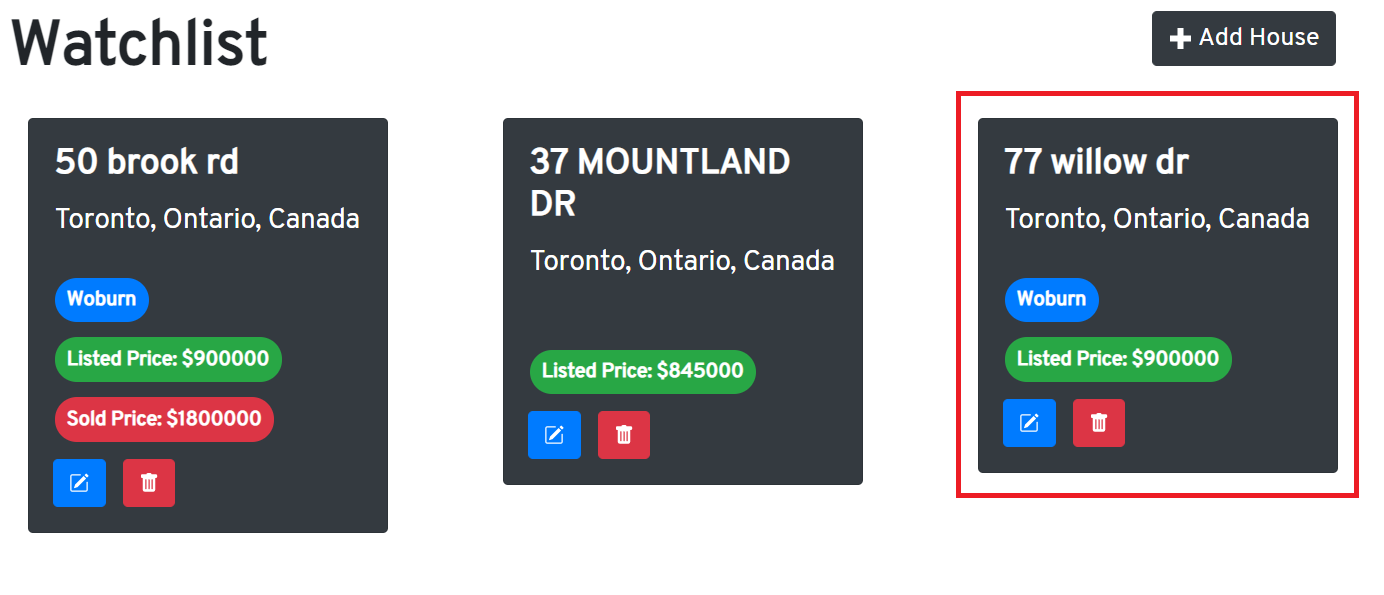 Watchlist
Add House
50 brook rd
Toronto, Ontario, Canada
Woburn
Listed Price: $900000
Sold Price: $1800000
37 MOUNTLAND
DR
Toronto, Ontario, Canada
Listed Price: $845000
77 willow dr
Toronto, Ontario, Canada
Woburn
Listed Price: $900000